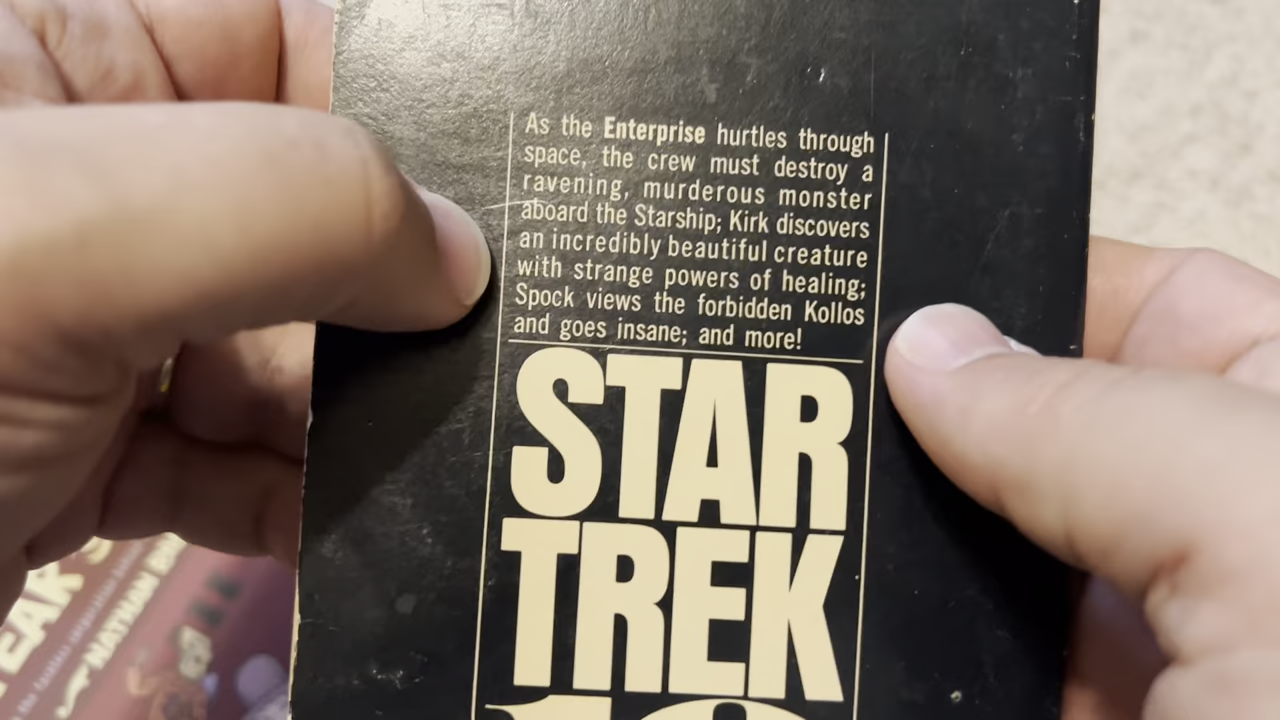 As the Enterprise hurtles through
space, the crew must destroy a
ravening, murderous monster
aboard the Starship; Kirk discovers
an incredibly beautiful creature
with strange powers of healing;
Spock views the forbidden Kollos
and goes insane; and more!
STAR
TREK
NATHAN